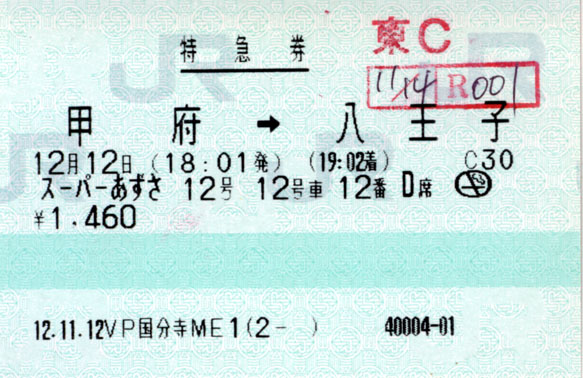 特急券
東C
11/14 R001
甲府 → 八王子
12月12日 (18:01発) (19:02着) C30
スーパーあずさ 12号 12号車 12番 D席
¥1,460
12.11.12VP国分寺ME1(2- ) 40004-01